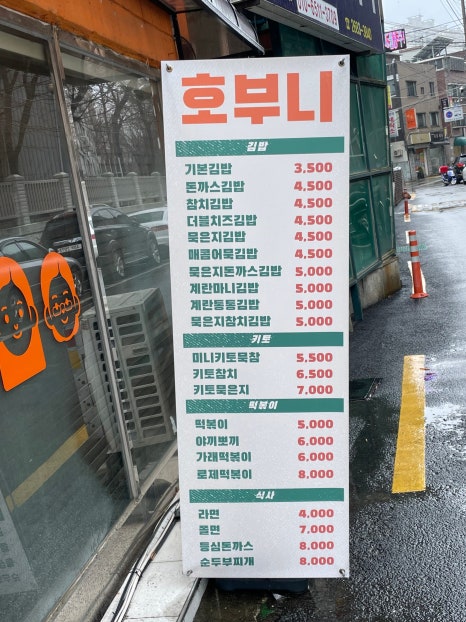 호부니
김밥
기본김밥 3,500
돈까스김밥 4,500
참치김밥 4,500
더블치즈김밥 4,500
묵은지김밥 4,500
매콤어묵김밥 4,500
묵은지돈까스김밥 5,000
계란마니김밥 5,000
계란동동김밥 5,000
묵은지참치김밥 5,000
키토
미니키토묵참 5,500
키토참치 6,500
키토묵은지 7,000
떡볶이
떡볶이 5,000
야끼뽀끼 6,000
가래떡볶이 6,000
로제떡볶이 8,000
식사
라면 4,000
쫄면 7,000
등심돈까스 8,000
순두부찌개 8,000